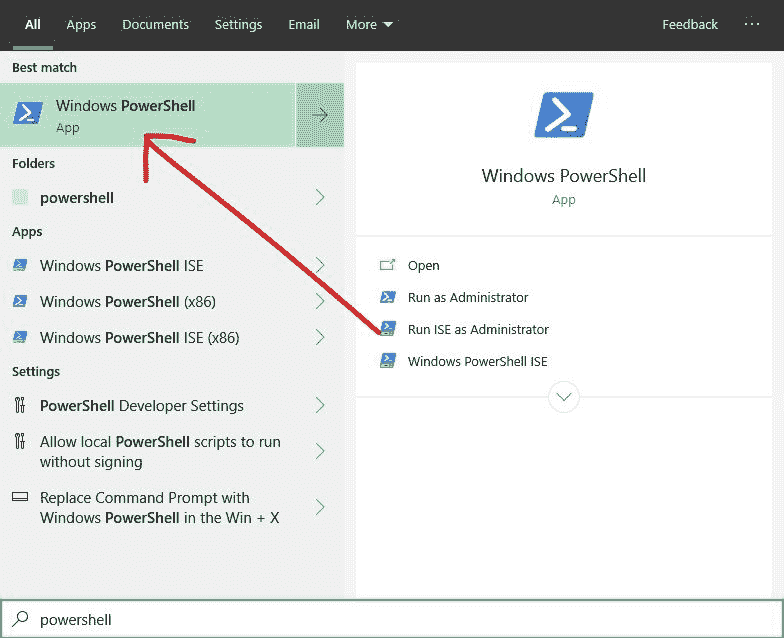 All Apps Documents Settings Email More Feedback ...
Best match
Windows PowerShell
App
Folders
powershell
Apps
Windows PowerShell ISE
Windows PowerShell (x86)
Windows PowerShell ISE (x86)
Settings
PowerShell Developer Settings
Allow local PowerShell scripts to run
without signing
Replace Command Prompt with
Windows PowerShell in the Win + X
Windows PowerShell
App
Open
Run as Administrator
Run ISE as Administrator
Windows PowerShell ISE
powershell